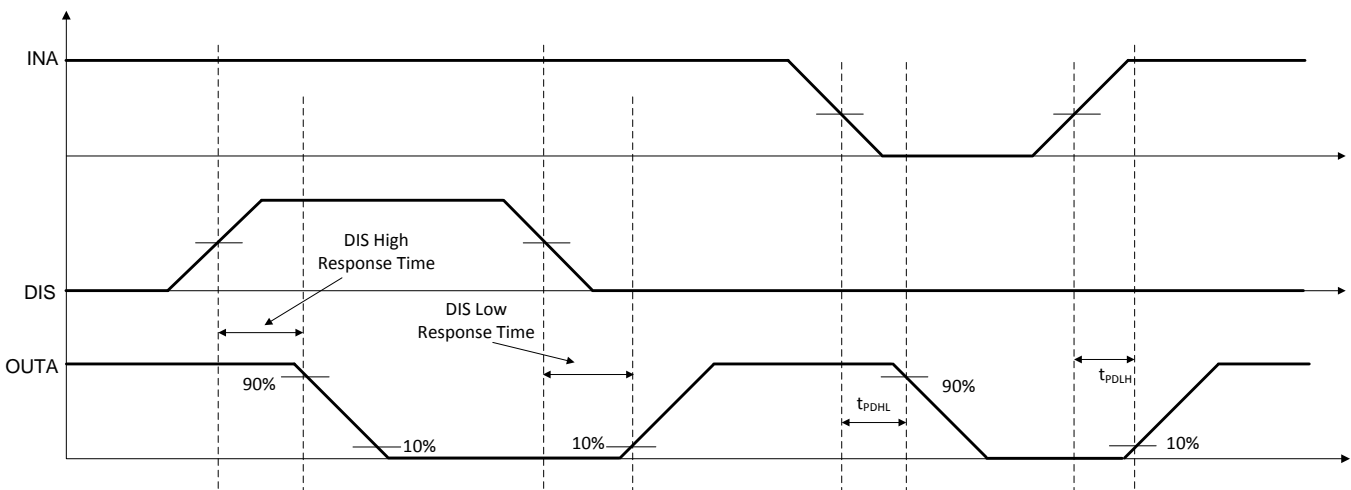 INA
DIS High
Response Time
DIS
DIS Low
Response Time
OUTA
90%
10%
10%
tPDHL
90%
tPDLH
10%